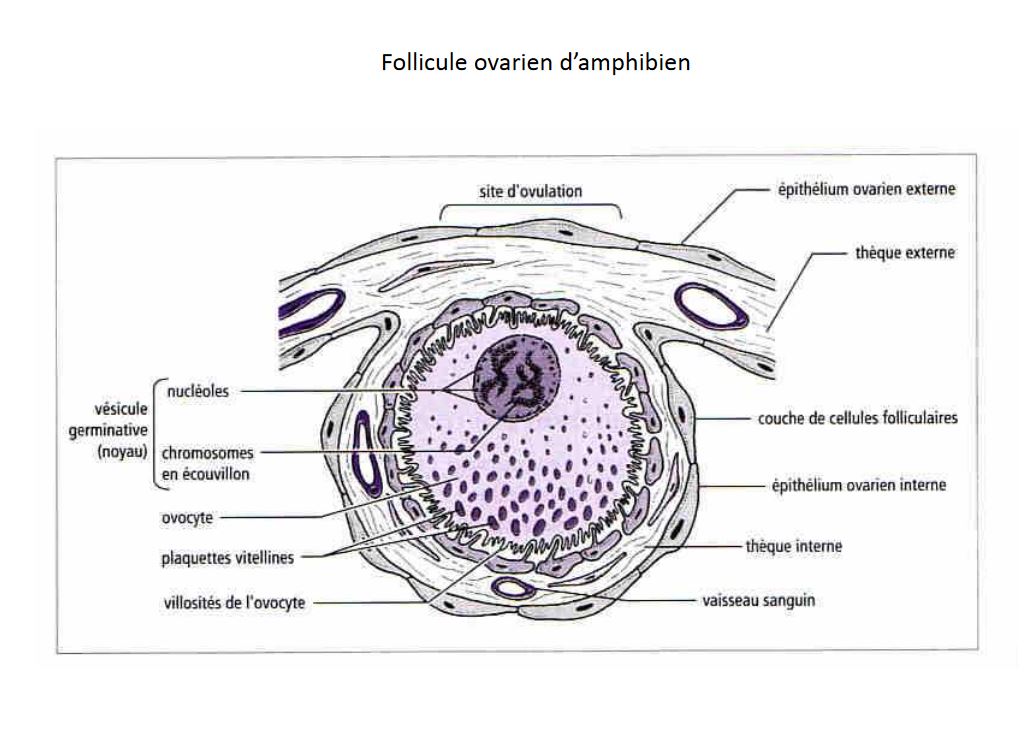 Follicule ovarien d'amphibien
site d'ovulation
épithélium ovarien externe
thèque externe
nucléoles
vésicule
germinative
(noyau)
chromosomes
en écouvillon
ovocyte
plaquettes vitellines
villosités de l'ovocyte
couche de cellules folliculaires
épithélium ovarien interne
thèque interne
vaisseau sanguin